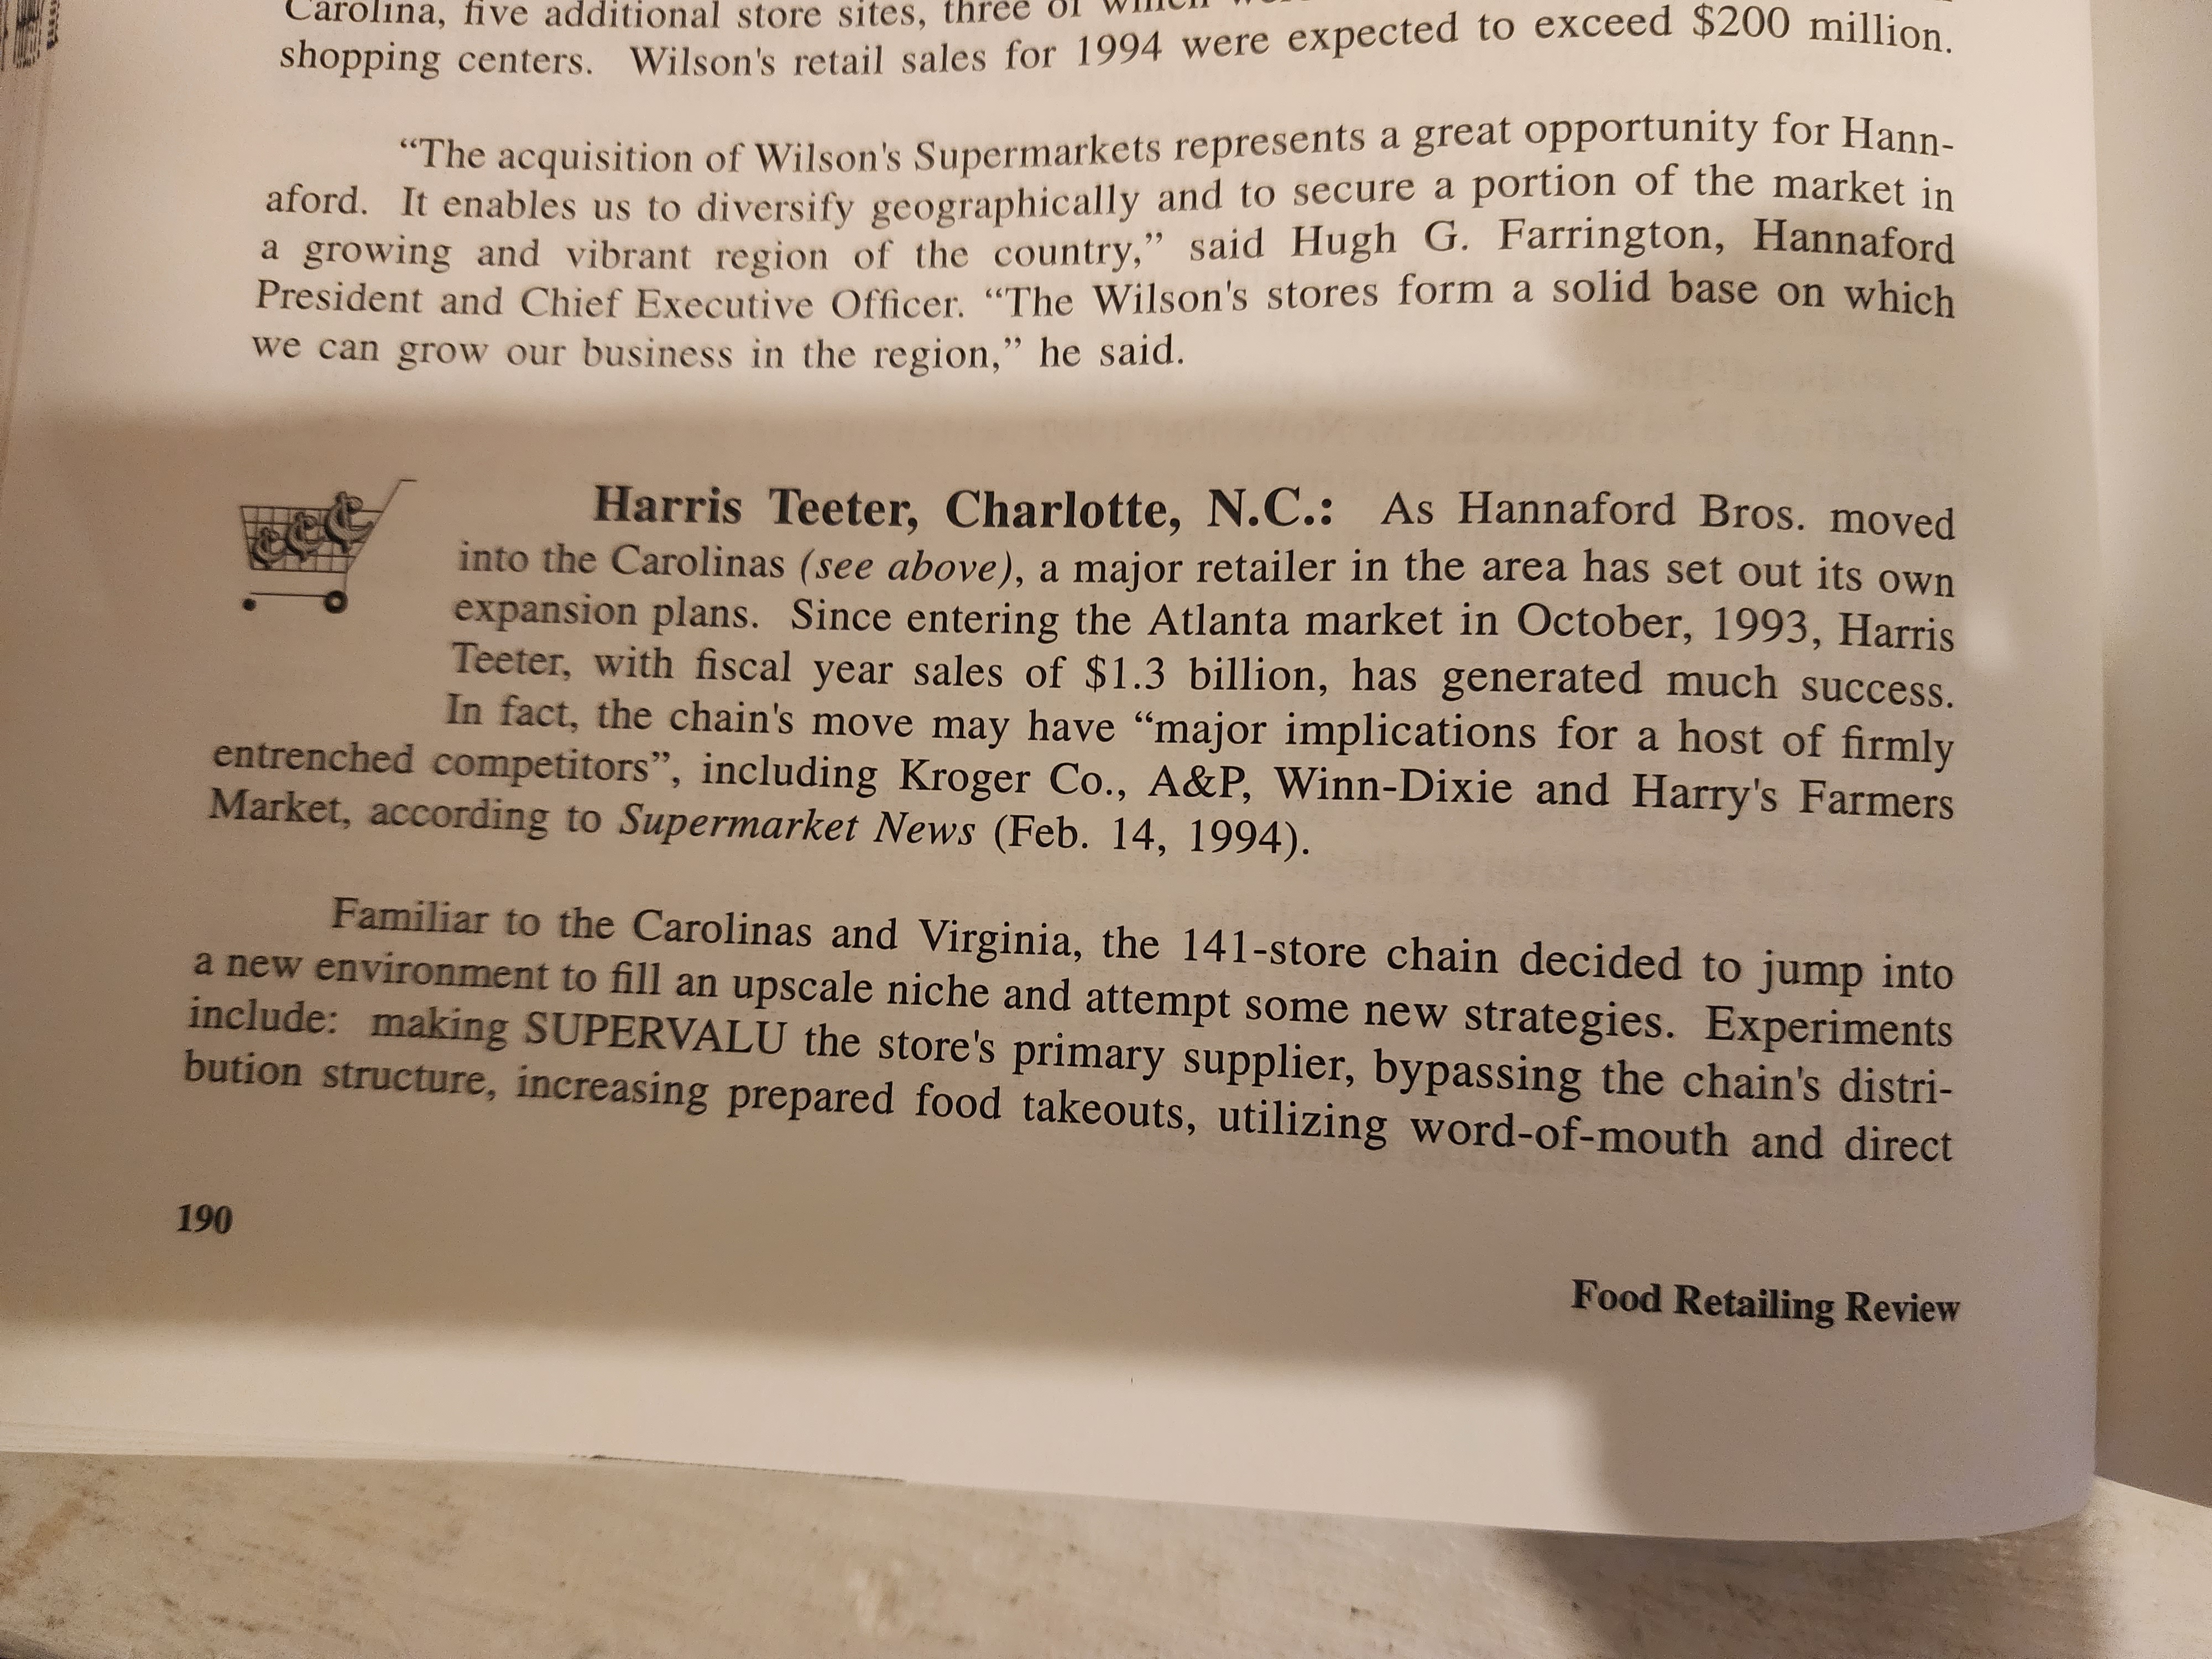 Carolina, five additional store sites, three of which
shopping centers. Wilson's retail sales for 1994 were expected to exceed $200 million.
“The acquisition of Wilson's Supermarkets represents a great opportunity for Hann-
aford. It enables us to diversify geographically and to secure a portion of the market in
a growing and vibrant region of the country,” said Hugh G. Farrington, Hannaford
President and Chief Executive Officer. “The Wilson's stores form a solid base on which
we can grow our business in the region,” he said.
Harris Teeter, Charlotte, N.C.: As Hannaford Bros. moved
into the Carolinas (see above), a major retailer in the area has set out its own
expansion plans. Since entering the Atlanta market in October, 1993, Harris
Teeter, with fiscal year sales of $1.3 billion, has generated much success.
In fact, the chain's move may have “major implications for a host of firmly
entrenched competitors”, including Kroger Co., A&P, Winn-Dixie and Harry's Farmers
Market, according to Supermarket News (Feb. 14, 1994).
Familiar to the Carolinas and Virginia, the 141-store chain decided to jump into
a new environment to fill an upscale niche and attempt some new strategies. Experiments
include: making SUPERVALU the store's primary supplier, bypassing the chain's distri-
bution structure, increasing prepared food takeouts, utilizing word-of-mouth and direct
190
Food Retailing Review